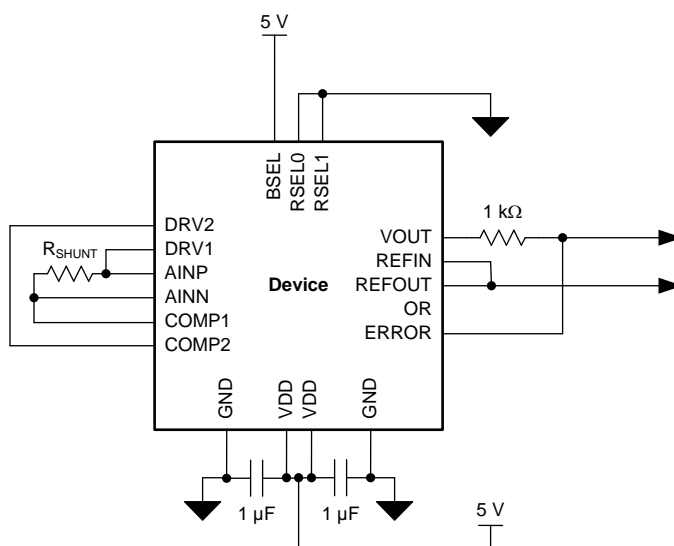 5 V
BSEL
RSEL0
RSEL1
DRV2
DRV1
AINP
AINN
COMP1
COMP2
R SHUNT
Device
VOUT
REFIN
REFOUT
OR
ERROR
1 kΩ
GND
VDD
VDD
GND
1 µF
1 µF
5 V